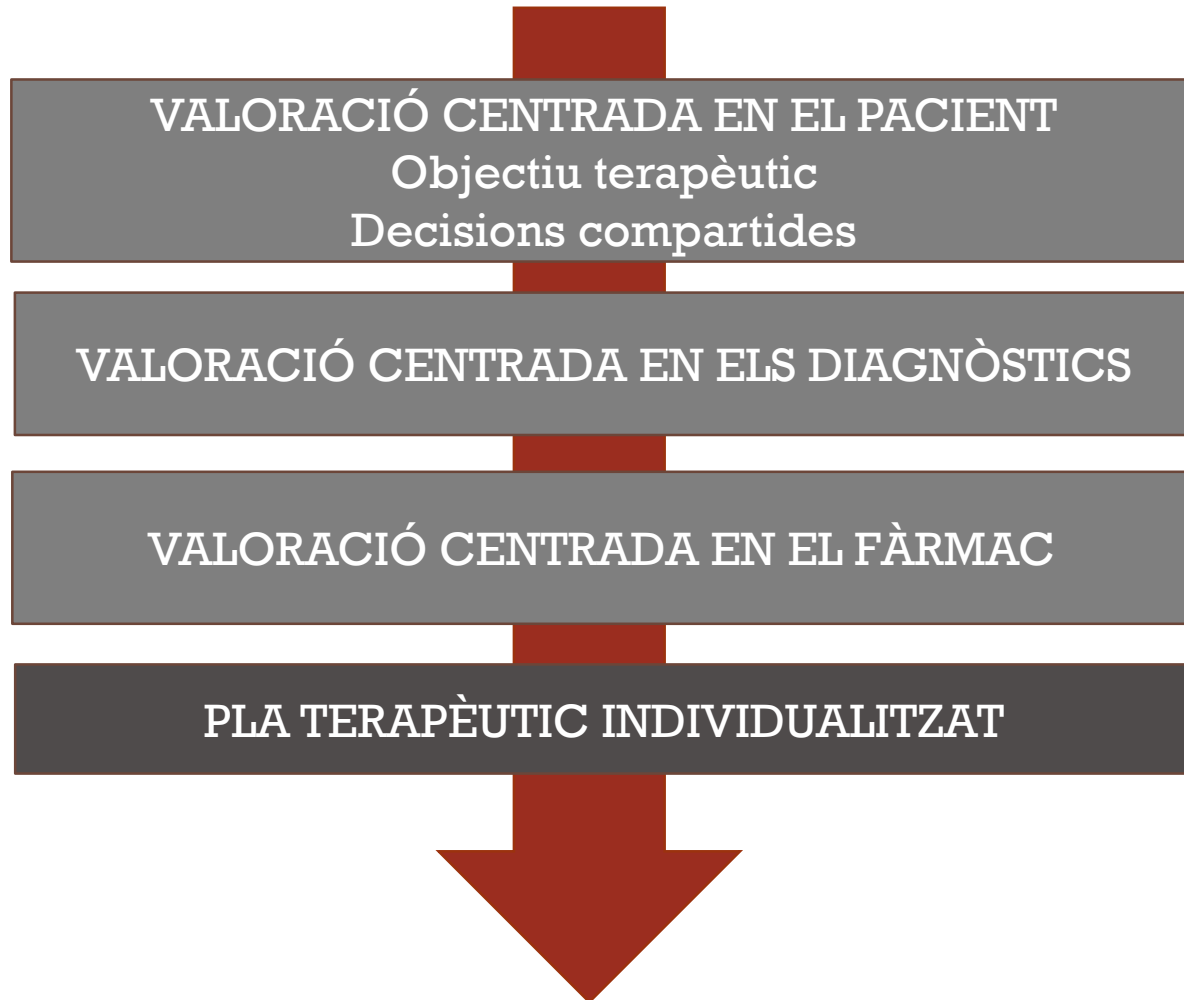 VALORACIÓ CENTRADA EN EL PACIENT
Objectiu terapèutic
Decisions compartides
VALORACIÓ CENTRADA EN ELS DIAGNÒSTICS
VALORACIÓ CENTRADA EN EL FÀRMAC
PLA TERAPÈUTIC INDIVIDUALITZAT